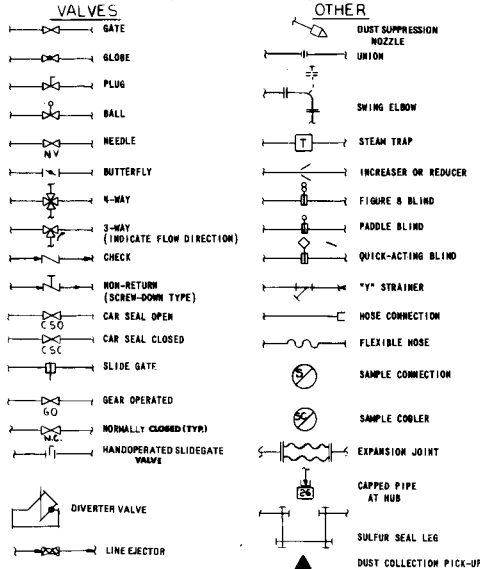 VALVES
GATE
GLOBE
PLUG
BALL
NEEDLE
NV
BUTTERFLY
4-WAY
3-WAY
(INDICATE FLOW DIRECTION)
CHECK
NON-RETURN
(SCREW-DOWN TYPE)
CAR SEAL OPEN
CSO
CAR SEAL CLOSED
CSC
SLIDE GATE
GEAR OPERATED
GO
NORMALLY CLOSED (TYP.)
N.C.
HANDOPERATED SLIDEGATE
VALVE
DIVERTER VALVE
LINE EJECTOR
OTHER
DUST SUPPRESSION
NOZZLE
UNION
SWING ELBOW
T
STEAM TRAP
INCREASER OR REDUCER
FIGURE 8 BLIND
PADDLE BLIND
QUICK-ACTING BLIND
"Y" STRAINER
HOSE CONNECTION
FLEXIBLE HOSE
S
SAMPLE CONNECTION
SC
SAMPLE COOLER
EXPANSION JOINT
26
CAPPED PIPE
AT HUB
SULFUR SEAL LEG
DUST COLLECTION PICK-UP